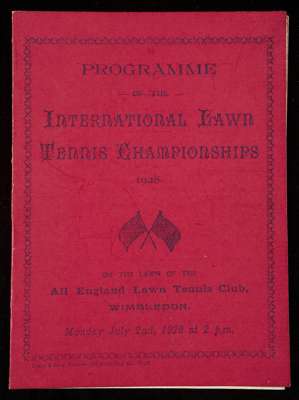 PROGRAMME
OF THE
INTERNATIONAL LAWN
TENNIS CHAMPIONSHIPS
1928
ON THE LAWN OF THE
All England Lawn Tennis Club,
WIMBLEDON.
Monday July 2nd, 1928 at 2 p.m.